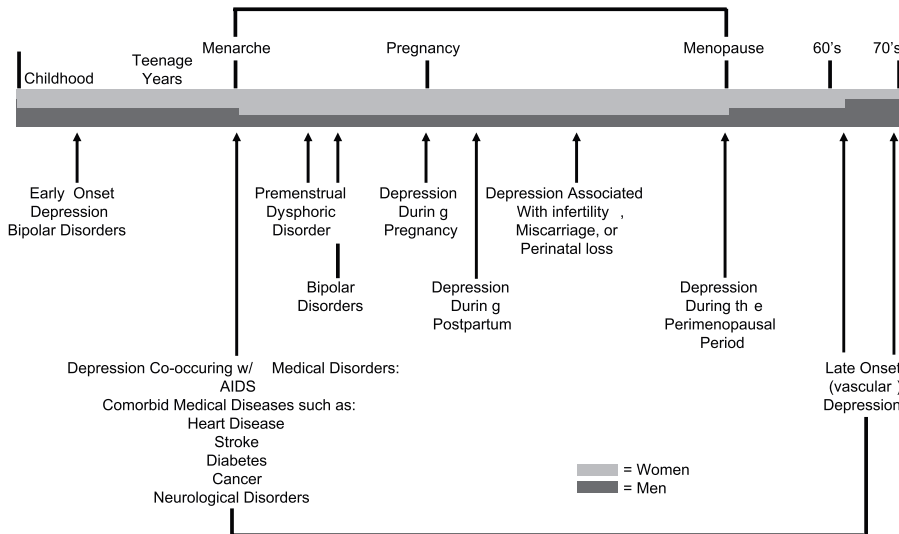 Menarche
Pregnancy
Menopause
60's
70's
Childhood
Teenage
Years
Early Onset
Depression
Bipolar Disorders
Premenstrual
Dysphoric
Disorder
Bipolar
Disorders
Depression
Durin g
Pregnancy
Depression
Durin g
Postpartum
Depression Associated
With infertility ,
Miscarriage, or
Perinatal loss
Depression
During th e
Perimenopausal
Period
Depression Co-occuring w/ Medical Disorders:
AIDS
Comorbid Medical Diseases such as:
Heart Disease
Stroke
Diabetes
Cancer
Neurological Disorders
Late Onset
(vascular )
Depression
= Women
= Men